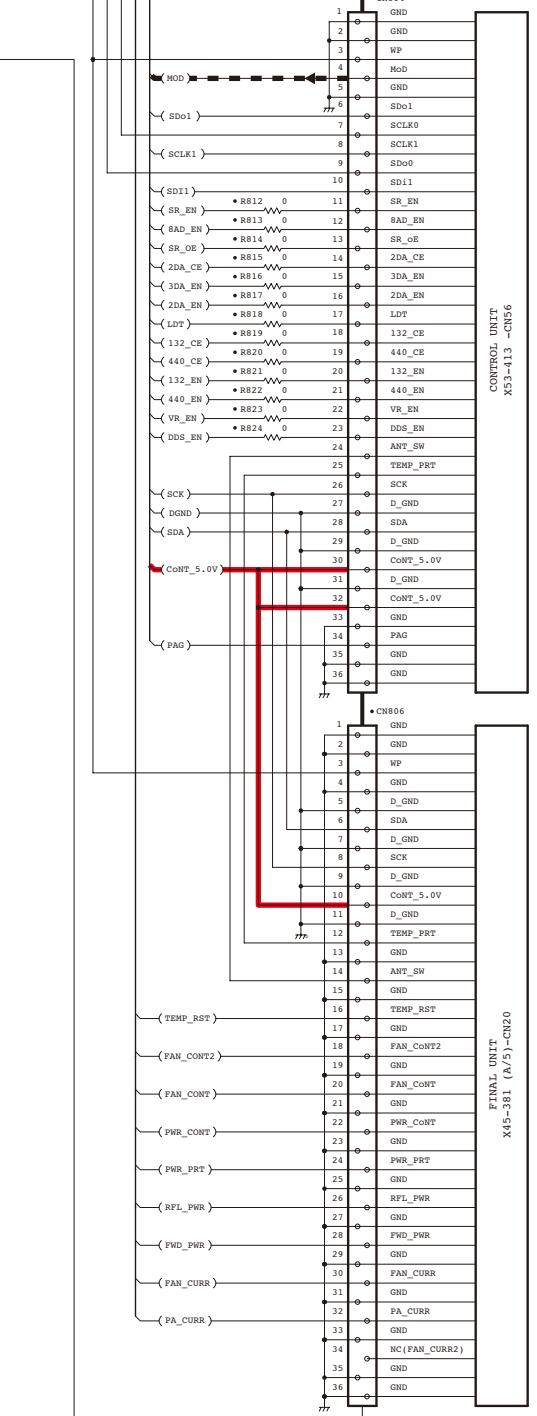 1 GND
2 GND
3 WP
MOD 4 MoD
5 GND
SDo1 6 SDo1
7 SCLK0
SCLK1 8 SCLK1
9 SDo0
SDI1 10 SDi1
SR_EN •R812 0 11 SR_EN
8AD_EN •R813 0 12 8AD_EN
SR_OE •R814 0 13 SR_oE
2DA_CE •R815 0 14 2DA_CE
3DA_EN •R816 0 15 3DA_EN
2DA_EN •R817 0 16 2DA_EN
LDT •R818 0 17 LDT
132_CE •R819 0 18 132_CE
440_CE •R820 0 19 440_CE
132_EN •R821 0 20 132_EN
440_EN •R822 0 21 440_EN
VR_EN •R823 0 22 VR_EN
DDS_EN •R824 0 23 DDS_EN
24 ANT_SW
25 TEMP_PRT
SCK 26 SCK
DGND 27 D_GND
SDA 28 SDA
29 D_GND
CoNT_5.0V 30 CoNT_5.0V
31 D_GND
32 CoNT_5.0V
33 GND
PAG 34 PAG
35 GND
36 GND
CONTROL UNIT
X53-413 -CN56
•CN806
1 GND
2 GND
3 WP
4 GND
5 D_GND
6 SDA
7 D_GND
8 SCK
9 D_GND
10 CoNT_5.0V
11 D_GND
12 TEMP_PRT
13 GND
14 ANT_SW
15 GND
TEMP_RST 16 TEMP_RST
17 GND
FAN_CONT2 18 FAN_CoNT2
19 GND
FAN_CONT 20 FAN_CoNT
21 GND
PWR_CONT 22 PWR_CoNT
23 GND
PWR_PRT 24 PWR_PRT
25 GND
RFL_PWR 26 RFL_PWR
27 GND
FWD_PWR 28 FWD_PWR
29 GND
FAN_CURR 30 FAN_CURR
31 GND
PA_CURR 32 PA_CURR
33 GND
34 NC(FAN_CURR2)
35 GND
36 GND
FINAL UNIT
X45-381 (A/5)-CN20